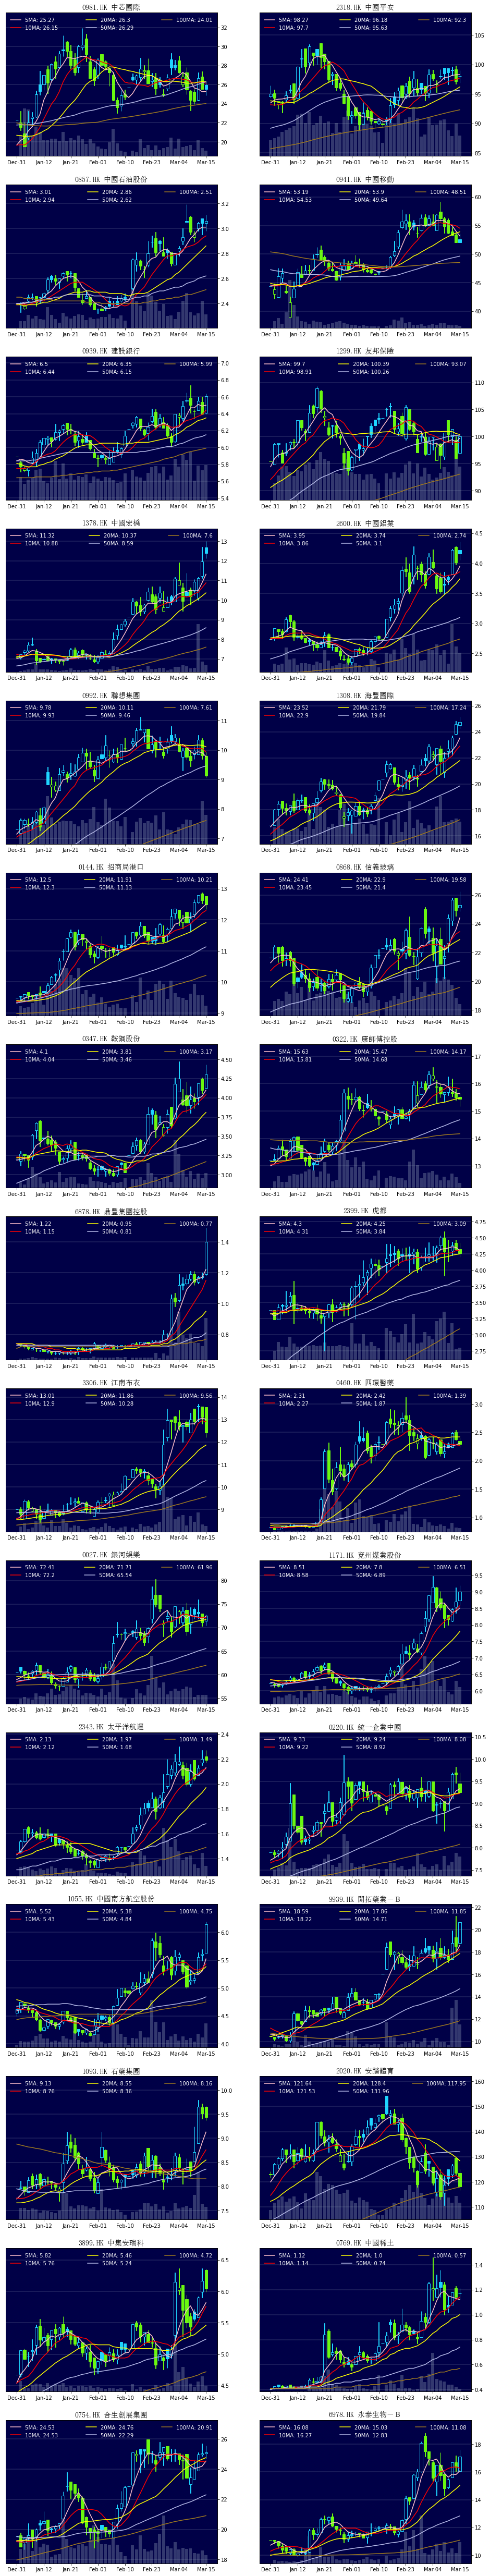 0981.HK 中芯國際
5MA: 25.27 20MA: 26.3 100MA: 24.01
10MA: 26.15 50MA: 26.29
2318.HK 中國平安
5MA: 98.27 20MA: 96.18 100MA: 92.3
10MA: 97.7 50MA: 95.63
0857.HK 中國石油股份
5MA: 3.01 20MA: 2.86 100MA: 2.51
10MA: 2.94 50MA: 2.62
0941.HK 中國移動
5MA: 53.19 20MA: 53.9 100MA: 48.51
10MA: 54.53 50MA: 49.64
0939.HK 建設銀行
5MA: 6.5 20MA: 6.35 100MA: 5.99
10MA: 6.44 50MA: 6.15
1299.HK 友邦保險
5MA: 99.7 20MA: 100.39 100MA: 93.07
10MA: 98.91 50MA: 100.26
1378.HK 中國宏橋
5MA: 11.32 20MA: 10.37 100MA: 7.6
10MA: 10.88 50MA: 8.59
2600.HK 中國鋁業
5MA: 3.95 20MA: 3.74 100MA: 2.74
10MA: 3.86 50MA: 3.1
0992.HK 聯想集團
5MA: 9.78 20MA: 10.11 100MA: 7.61
10MA: 9.93 50MA: 9.46
1308.HK 海豐國際
5MA: 23.52 20MA: 21.79 100MA: 17.24
10MA: 22.9 50MA: 19.84
0144.HK 招商局港口
5MA: 12.5 20MA: 11.91 100MA: 10.21
10MA: 12.3 50MA: 11.13
0868.HK 信義玻璃
5MA: 24.41 20MA: 22.9 100MA: 19.58
10MA: 23.45 50MA: 21.4
0347.HK 鞍鋼股份
5MA: 4.1 20MA: 3.81 100MA: 3.17
10MA: 4.04 50MA: 3.46
0322.HK 康師傅控股
5MA: 15.63 20MA: 15.47 100MA: 14.17
10MA: 15.81 50MA: 14.68
6878.HK 鼎豐集團控股
5MA: 1.22 20MA: 0.95 100MA: 0.77
10MA: 1.15 50MA: 0.81
2399.HK 虎都
5MA: 4.3 20MA: 4.25 100MA: 3.09
10MA: 4.31 50MA: 3.84
3306.HK 江南布衣
5MA: 13.01 20MA: 11.86 100MA: 9.56
10MA: 12.9 50MA: 10.28
0460.HK 四環醫藥
5MA: 2.31 20MA: 2.42 100MA: 1.39
10MA: 2.27 50MA: 1.87
0027.HK 銀河娛樂
5MA: 72.41 20MA: 71.71 100MA: 61.96
10MA: 72.2 50MA: 65.54
1171.HK 兗州煤業股份
5MA: 8.51 20MA: 7.8 100MA: 6.51
10MA: 8.58 50MA: 6.89
2343.HK 太平洋航運
5MA: 2.13 20MA: 1.97 100MA: 1.49
10MA: 2.12 50MA: 1.68
0220.HK 統一企業中國
5MA: 9.33 20MA: 9.24 100MA: 8.08
10MA: 9.22 50MA: 8.92
1055.HK 中國南方航空股份
5MA: 5.52 20MA: 5.38 100MA: 4.75
10MA: 5.43 50MA: 4.84
9939.HK 開拓藥業－Ｂ
5MA: 18.59 20MA: 17.86 100MA: 11.85
10MA: 18.22 50MA: 14.71
1093.HK 石藥集團
5MA: 9.13 20MA: 8.55 100MA: 8.16
10MA: 8.76 50MA: 8.36
2020.HK 安踏體育
5MA: 121.64 20MA: 128.4 100MA: 117.95
10MA: 121.53 50MA: 131.96
3899.HK 中集安瑞科
5MA: 5.82 20MA: 5.46 100MA: 4.72
10MA: 5.76 50MA: 5.24
0769.HK 中國稀土
5MA: 1.12 20MA: 1.0 100MA: 0.57
10MA: 1.14 50MA: 0.74
0754.HK 合生創展集團
5MA: 24.53 20MA: 24.76 100MA: 20.91
10MA: 24.53 50MA: 22.29
6978.HK 永泰生物－Ｂ
5MA: 16.08 20MA: 15.03 100MA: 11.08
10MA: 16.27 50MA: 12.83
Dec-31 Jan-12 Jan-21 Feb-01 Feb-10 Feb-23 Mar-04 Mar-15